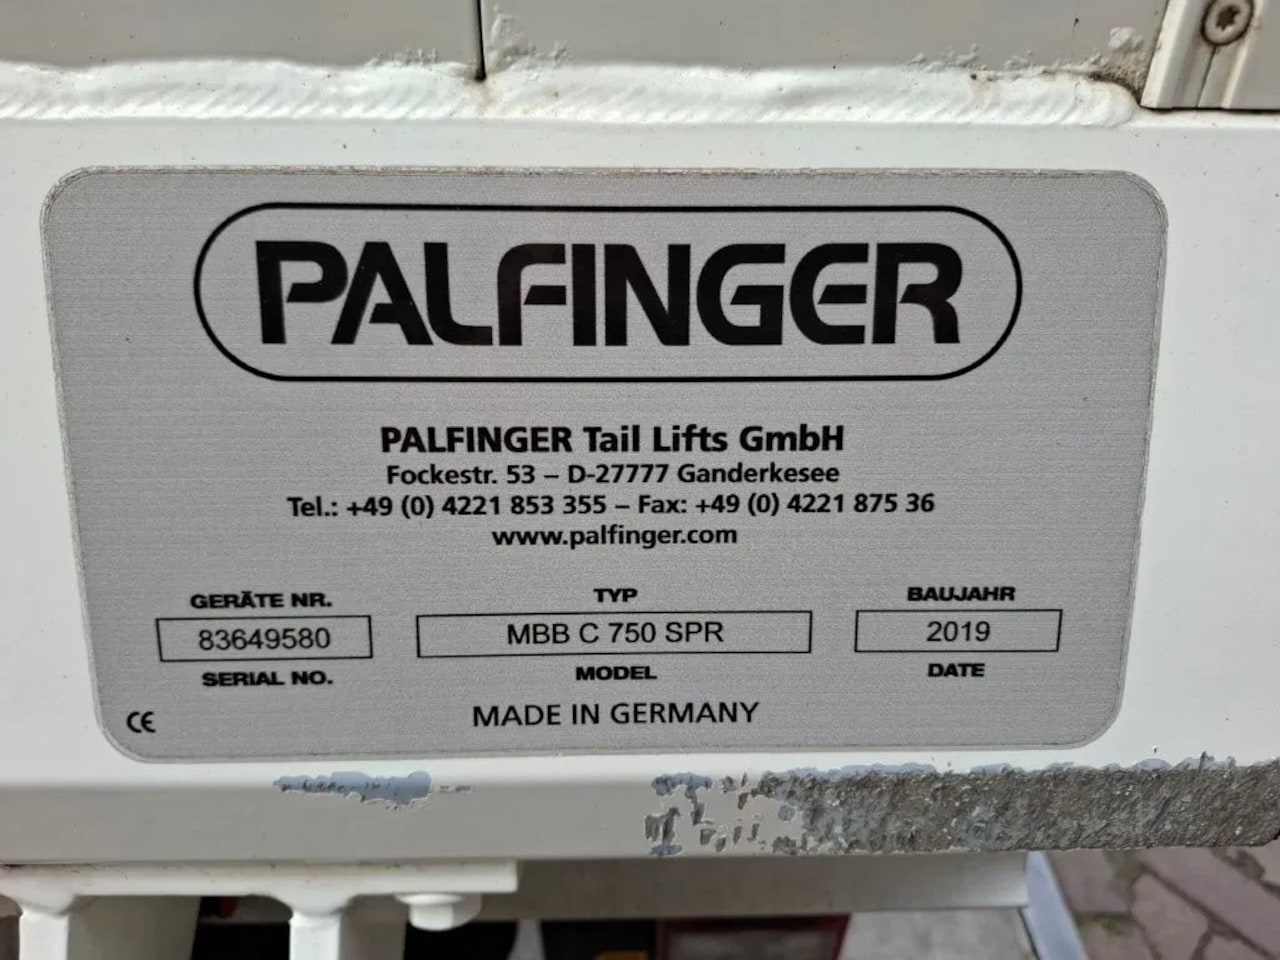 PALFINGER
PALFINGER Tail Lifts GmbH
Fockestr. 53 – D-27777 Ganderkesee
Tel.: +49 (0) 4221 853 355 – Fax: +49 (0) 4221 875 36
www.palfinger.com
GERÄTE NR. TYP BAUJAHR
83649580 MBB C 750 SPR 2019
SERIAL NO. MODEL DATE
CE MADE IN GERMANY